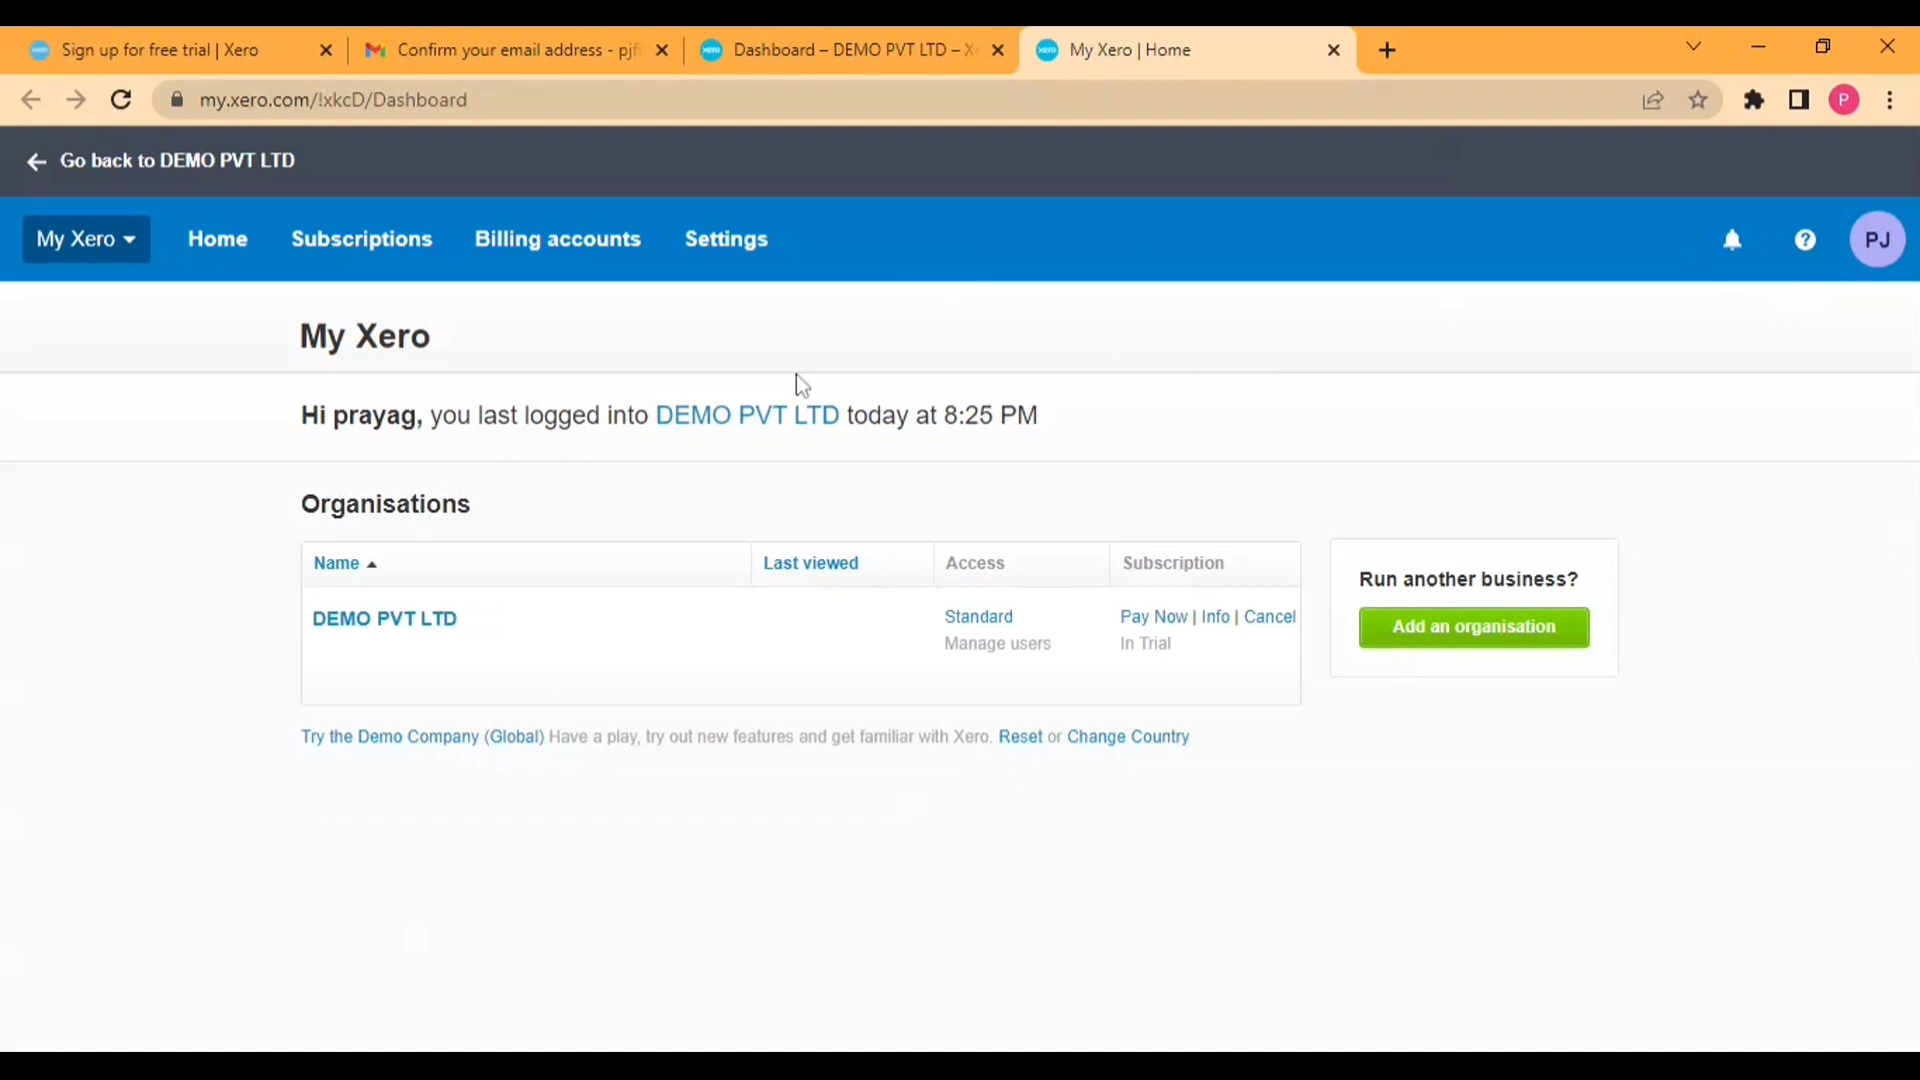 Sign up for free trial | Xero
Confirm your email address - pjfi
Dashboard – DEMO PVT LTD – X
My Xero | Home
my.xero.com/!xkcD/Dashboard
P
Go back to DEMO PVT LTD
My Xero
Home
Subscriptions
Billing accounts
Settings
?
PJ
My Xero
Hi prayag, you last logged into DEMO PVT LTD today at 8:25 PM
Organisations
Name
Last viewed
Access
Subscription
DEMO PVT LTD
Standard
Manage users
Pay Now | Info | Cancel
In Trial
Run another business?
Add an organisation
Try the Demo Company (Global) Have a play, try out new features and get familiar with Xero. Reset or Change Country